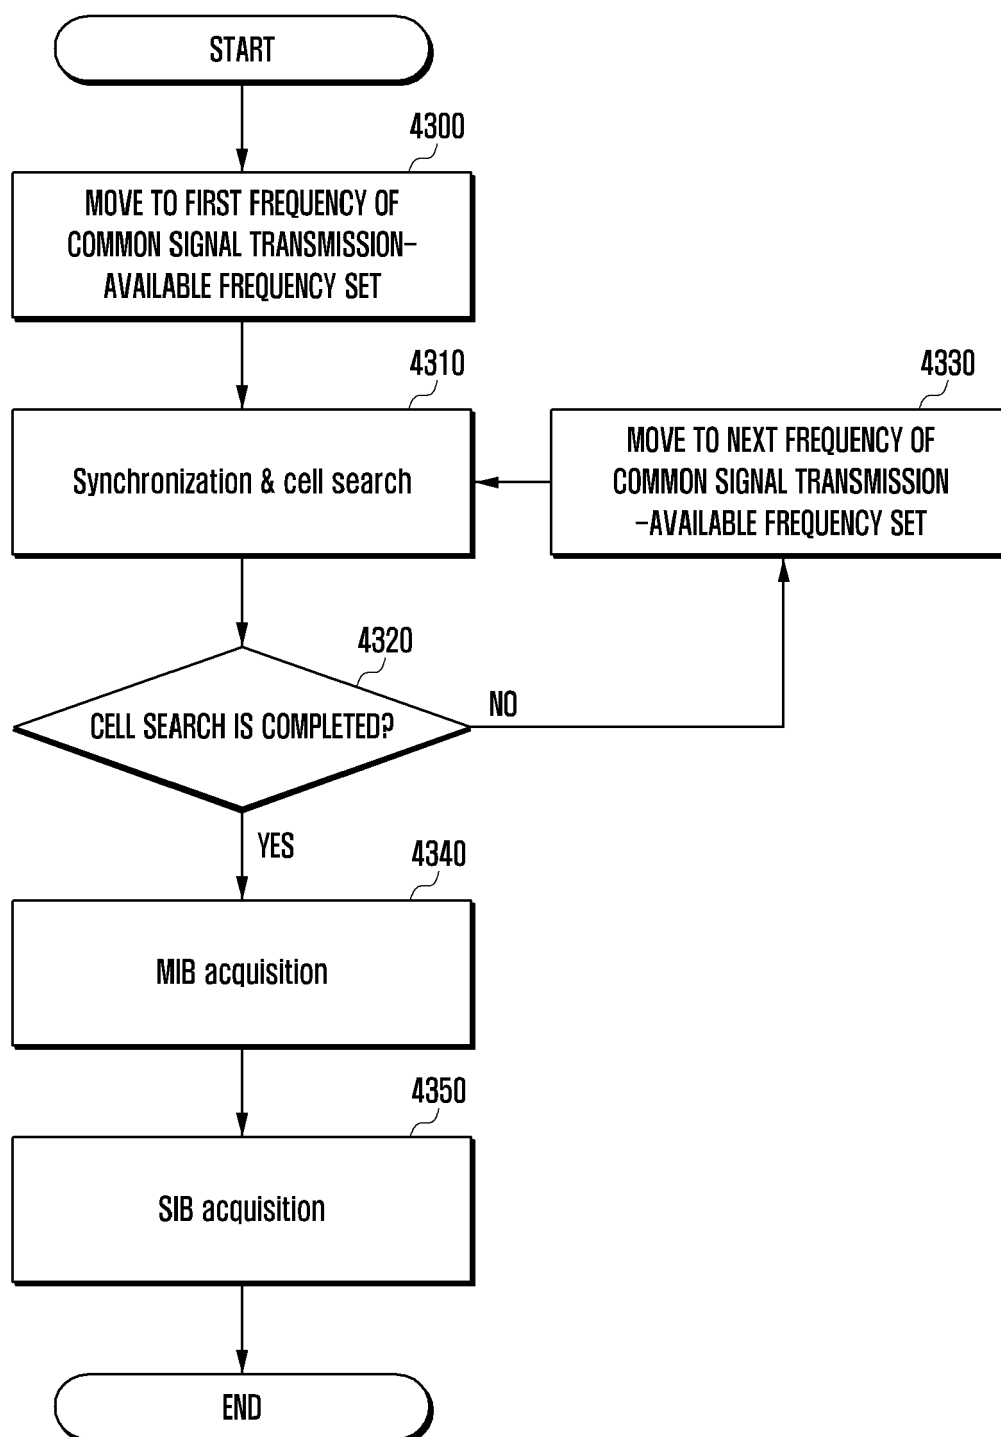 START
4300
MOVE TO FIRST FREQUENCY OF
COMMON SIGNAL TRANSMISSION-
AVAILABLE FREQUENCY SET
4310
Synchronization & cell search
4330
MOVE TO NEXT FREQUENCY OF
COMMON SIGNAL TRANSMISSION
-AVAILABLE FREQUENCY SET
4320
CELL SEARCH IS COMPLETED?
NO
YES
4340
MIB acquisition
4350
SIB acquisition
END